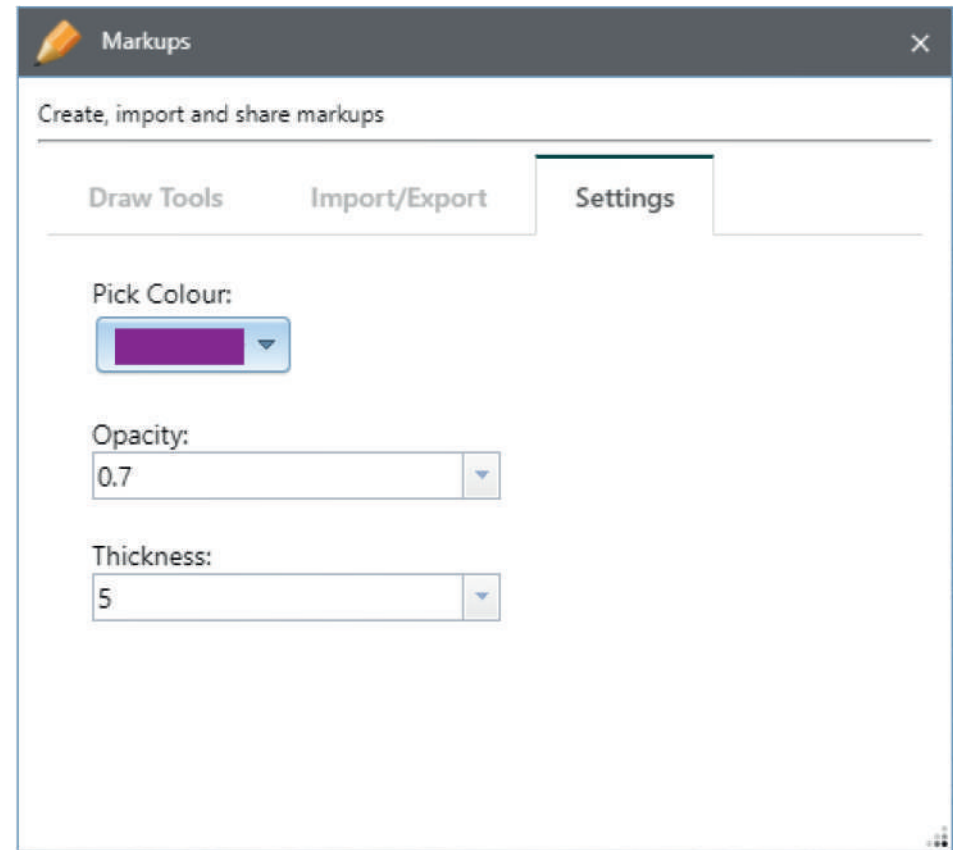 Markups
Create, import and share markups
Draw Tools Import/Export Settings
Pick Colour:
Opacity:
0.7
Thickness:
5